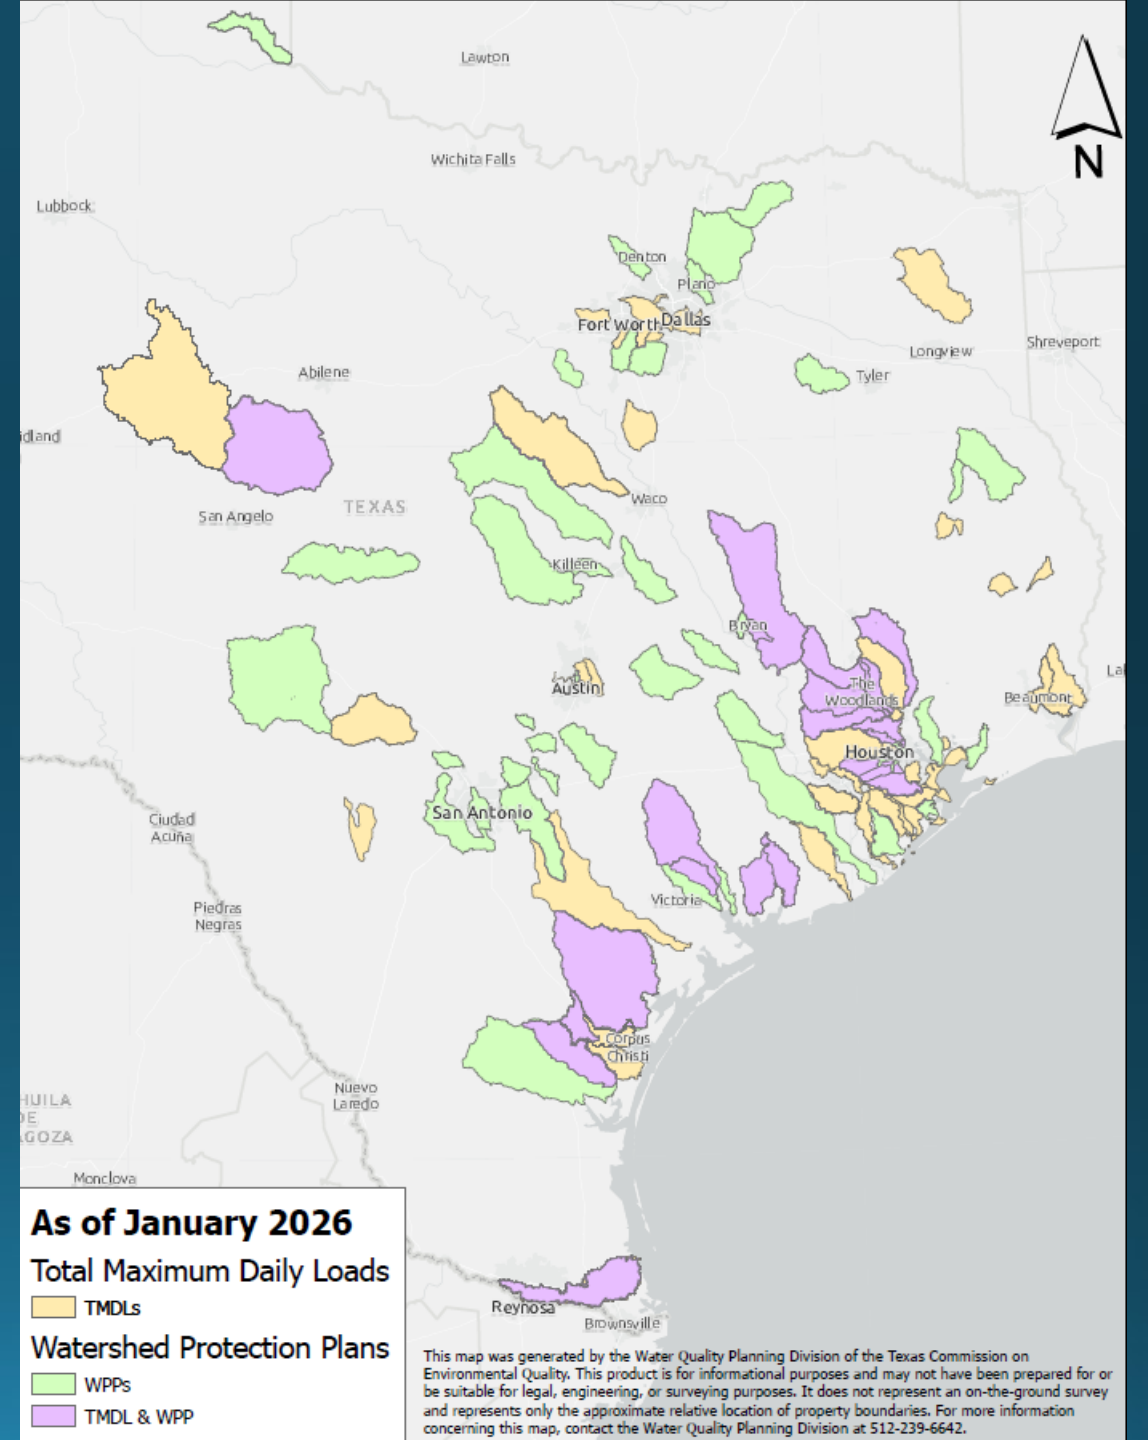 Lawton
N
Wichita Falls
Lubbock
Denton
Plano
Fort Worth
Dallas
Longview
Shreveport
Abilene
Tyler
idland
Waco
TEXAS
San Angelo
Killeen
Bryan
The
Woodlands
Austin
Beaumont
La
Houston
San Antonio
Ciudad
Acuña
Victoria
Piedras
Negras
Corpus
Christi
Nuevo
Laredo
HUILA
DE
AGOZA
Monclova
As of January 2026
Total Maximum Daily Loads
TMDLs
Watershed Protection Plans
WPPs
TMDL & WPP
Reynosa
Brownsville
This map was generated by the Water Quality Planning Division of the Texas Commission on
Environmental Quality. This product is for informational purposes and may not have been prepared for or
be suitable for legal, engineering, or surveying purposes. It does not represent an on-the-ground survey
and represents only the approximate relative location of property boundaries. For more information
concerning this map, contact the Water Quality Planning Division at 512-239-6642.